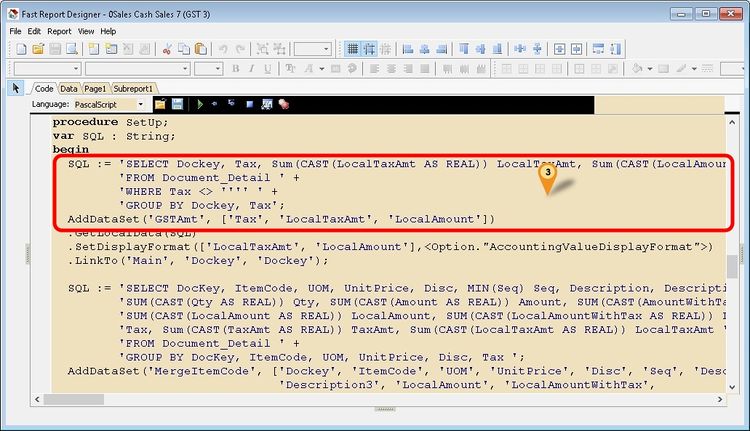 Fast Report Designer - 0Sales Cash Sales 7 (GST 3)
File Edit Report View Help
B I U
Code Data Page1 Subreport1
Language: PascalScript
procedure SetUp;
var SQL : String;
begin
SQL := 'SELECT Dockey, Tax, Sum(CAST(LocalTaxAmt AS REAL)) LocalTaxAmt, Sum(CAST(LocalAmoun
'FROM Document_Detail ' +
'WHERE Tax <> '''' ' +
'GROUP BY Dockey, Tax';
AddDataSet('GSTAmt', ['Tax', 'LocalTaxAmt', 'LocalAmount'])
3
.GetLocalData(SQL)
.SetDisplayFormat(['LocalTaxAmt', 'LocalAmount'],<Option."AccountingValueDisplayFormat">)
.LinkTo('Main', 'Dockey', 'Dockey');
SQL := 'SELECT DocKey, ItemCode, UOM, UnitPrice, Disc, MIN(Seq) Seq, Description, Descripti
'SUM(CAST(Qty AS REAL)) Qty, SUM(CAST(Amount AS REAL)) Amount, SUM(CAST(AmountWithTa
'SUM(CAST(LocalAmount AS REAL)) LocalAmount, SUM(CAST(LocalAmountWithTax AS REAL)) L
'Tax, Sum(CAST(TaxAmt AS REAL)) TaxAmt, Sum(CAST(LocalTaxAmt AS REAL)) LocalTaxAmt '
'FROM Document_Detail ' +
'GROUP BY DocKey, ItemCode, UOM, UnitPrice, Disc, Tax ';
AddDataSet('MergeItemCode', ['Dockey', 'ItemCode', 'UOM', 'UnitPrice', 'Disc', 'Seq', 'Desc
'Description3', 'LocalAmount', 'LocalAmountWithTax',